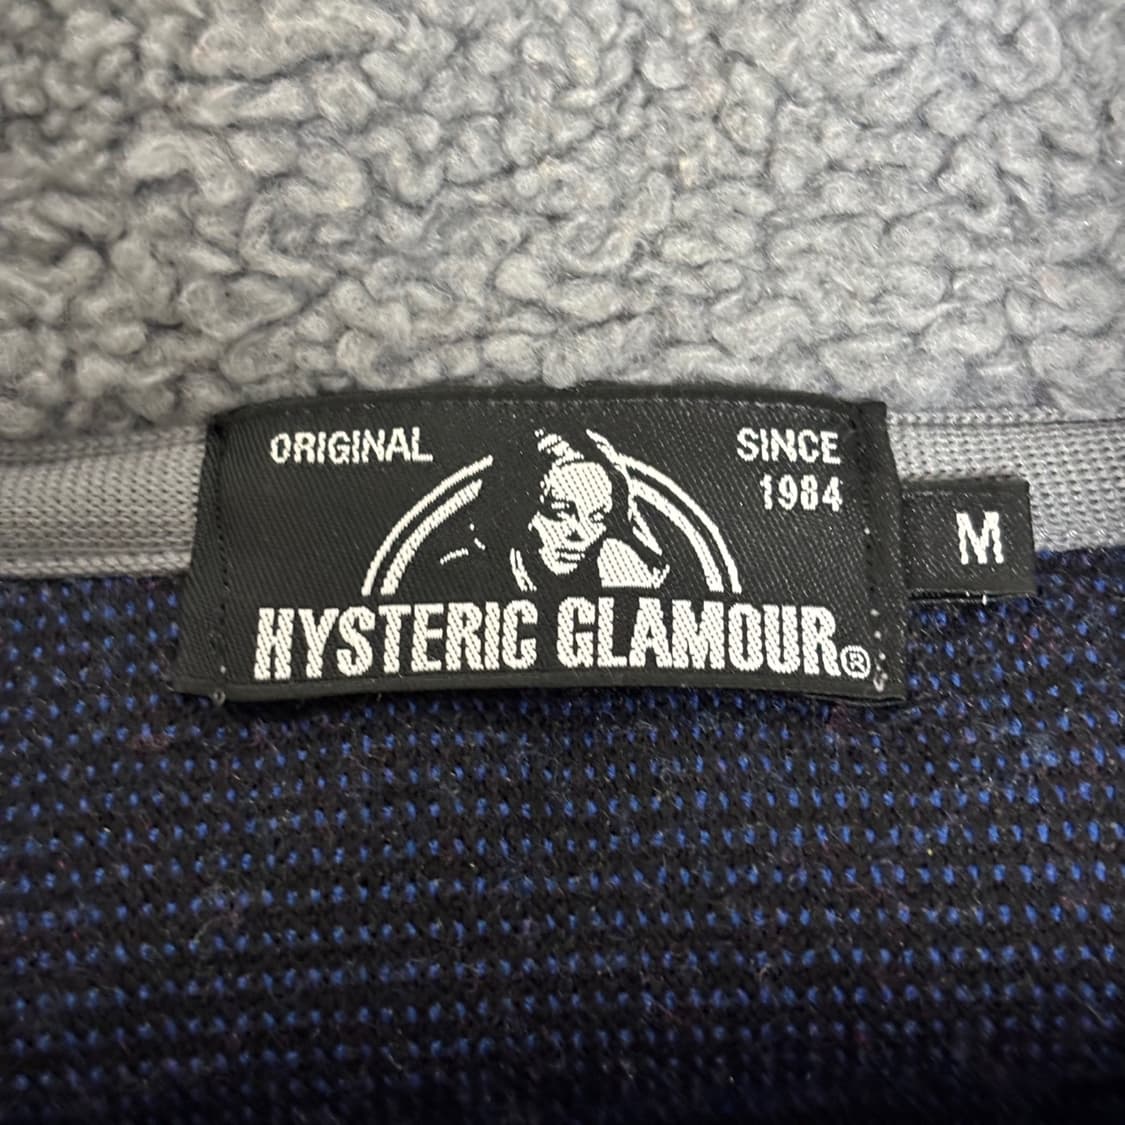 ORIGINAL
SINCE
1984
HYSTERIC GLAMOUR®
M